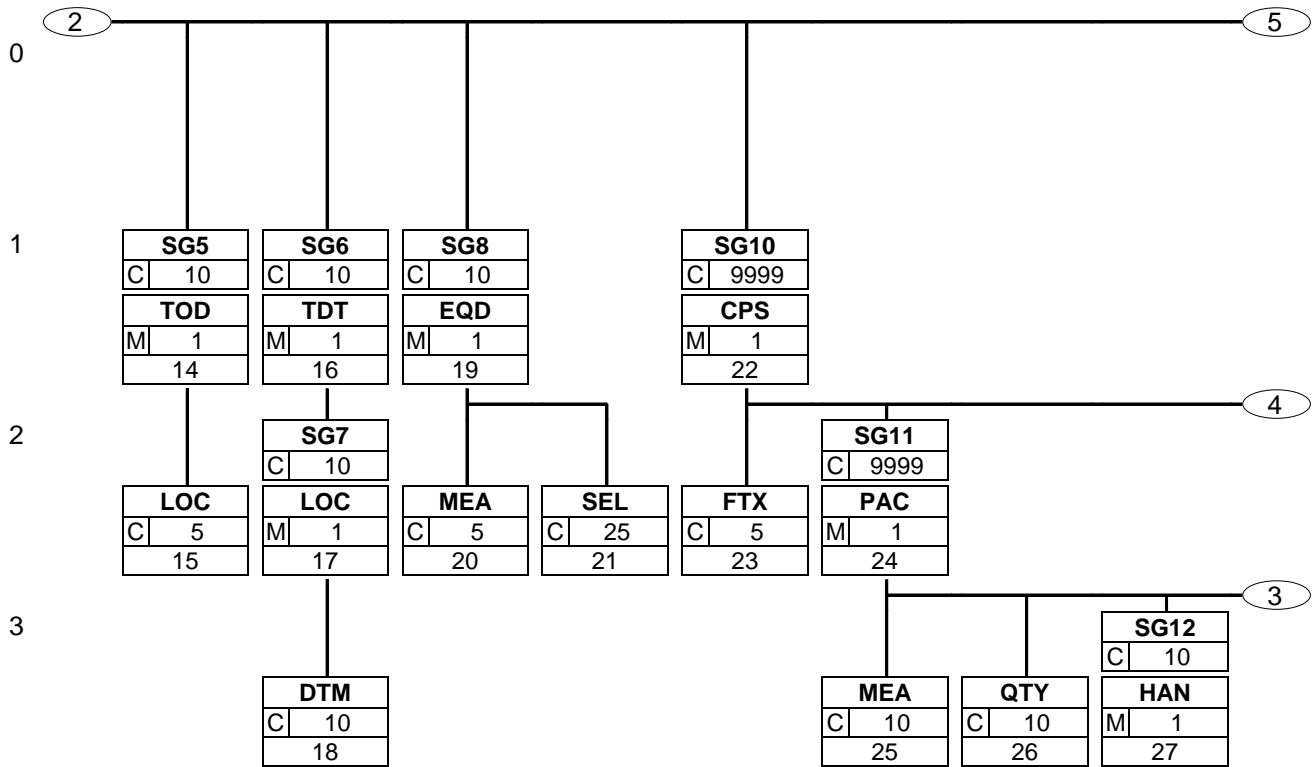 2 5
0
1 SG5 SG6 SG8 SG10
C 10 C 10 C 10 C 9999
TOD TDT EQD CPS
M 1 M 1 M 1 M 1
14 16 19 22
4
2 SG7 SG11
C 10 C 9999
LOC LOC MEA SEL FTX PAC
C 5 M 1 C 5 C 25 C 5 M 1
15 17 20 21 23 24
3
3 SG12
C 10
DTM MEA QTY HAN
C 10 C 10 C 10 M 1
18 25 26 27